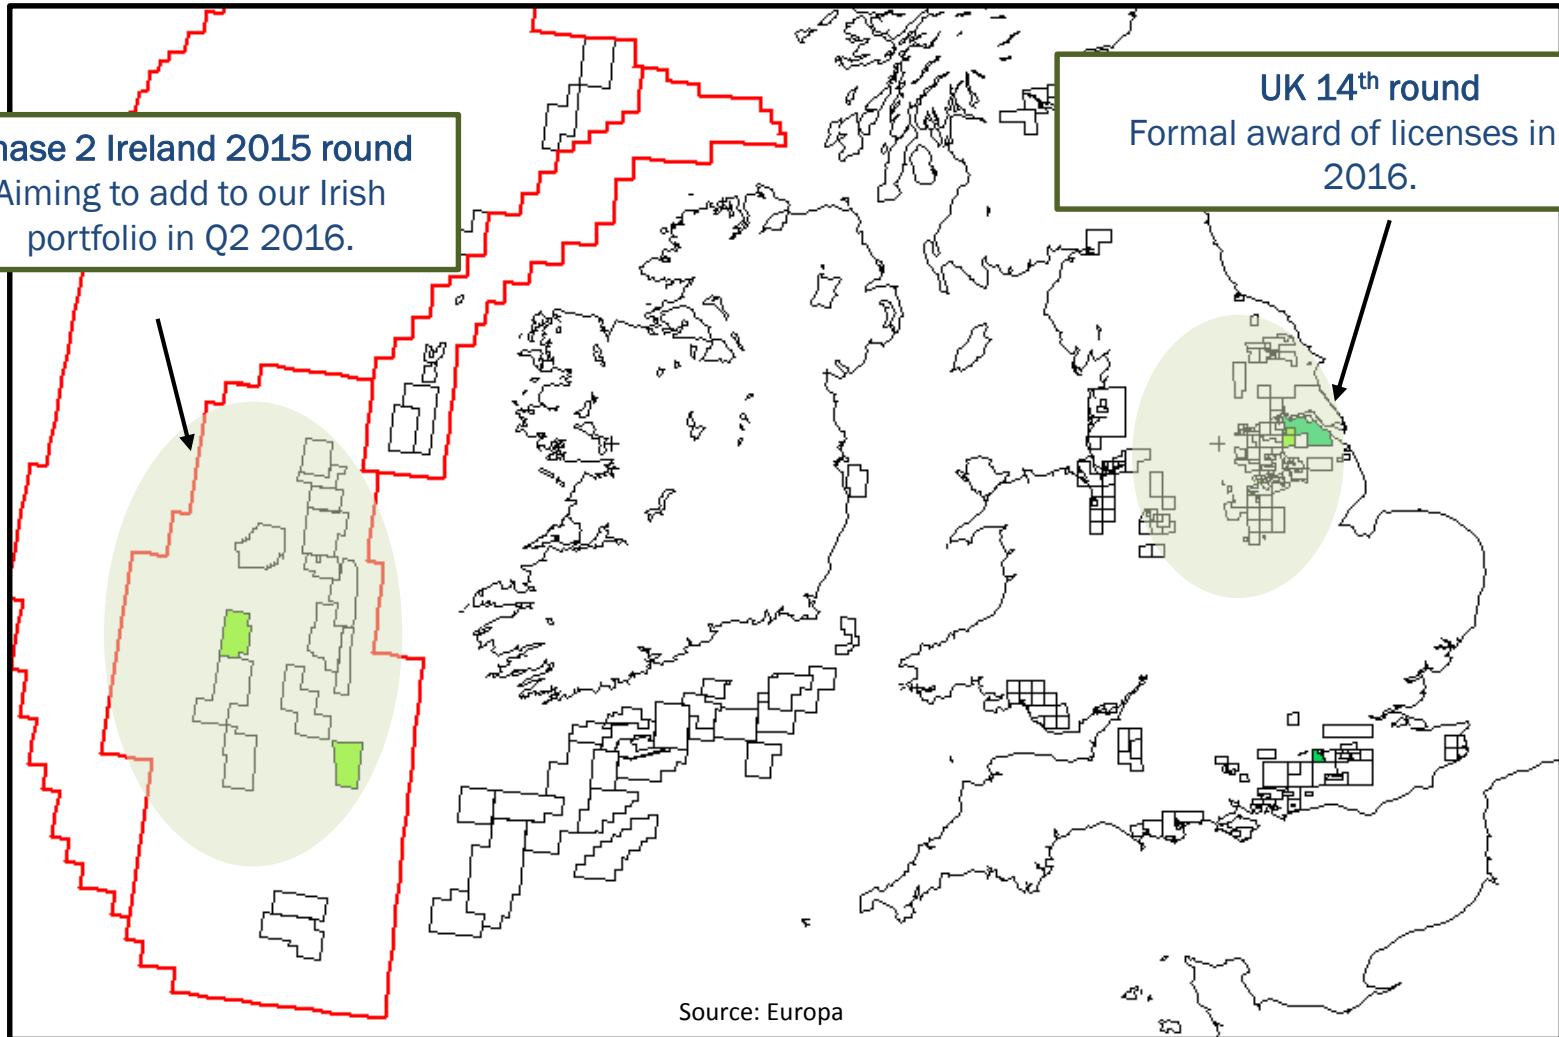 hase 2 Ireland 2015 round
Aiming to add to our Irish
portfolio in Q2 2016.
UK 14th round
Formal award of licenses in
2016.
Source: Europa